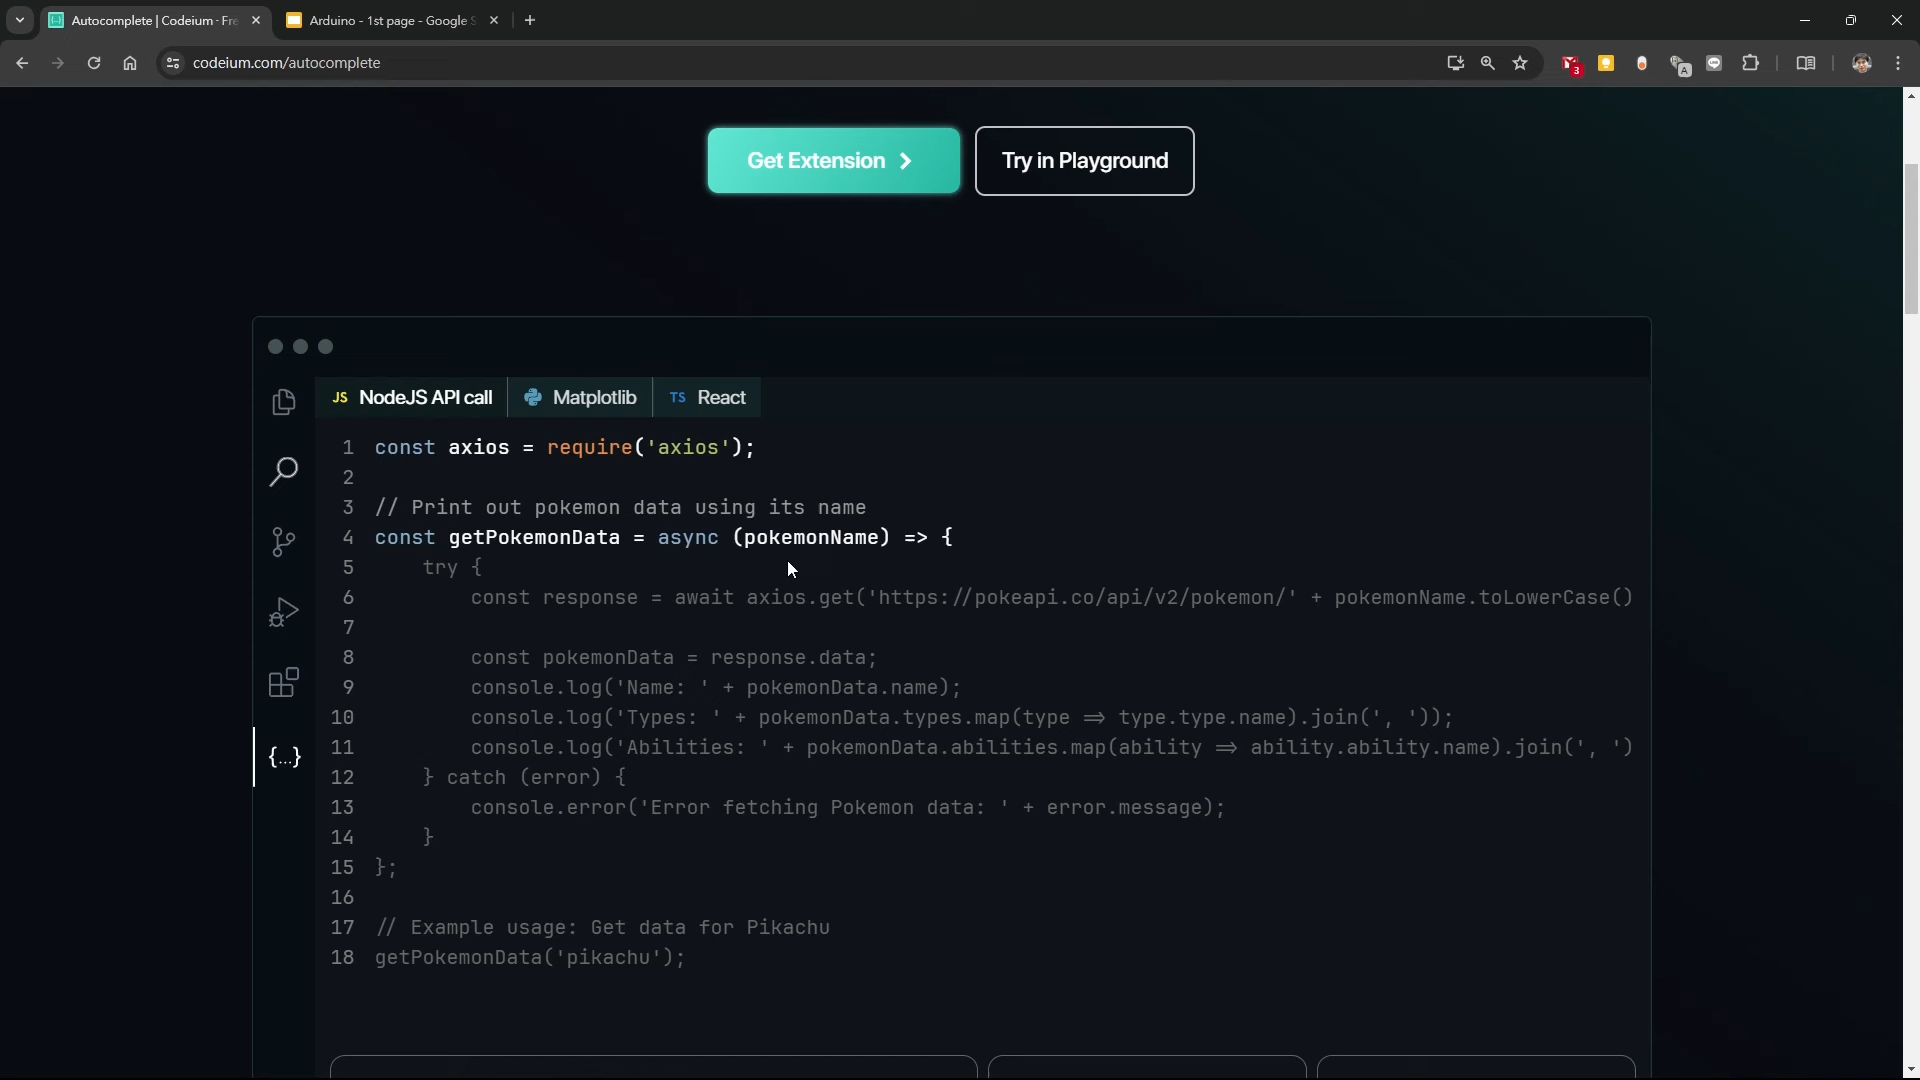 Autocomplete | Codeium · Fre
Arduino - 1st page - Google S
codeium.com/autocomplete
3
A
Get Extension
Try in Playground
JS NodeJS API call
Matplotlib
TS React
1 const axios = require('axios');
2
3 // Print out pokemon data using its name
4 const getPokemonData = async (pokemonName) => {
5 try {
6 const response = await axios.get('https://pokeapi.co/api/v2/pokemon/' + pokemonName.toLowerCase()
7
8 const pokemonData = response.data;
9 console.log('Name: ' + pokemonData.name);
10 console.log('Types: ' + pokemonData.types.map(type => type.type.name).join(', '));
11 console.log('Abilities: ' + pokemonData.abilities.map(ability => ability.ability.name).join(', ')
12 } catch (error) {
13 console.error('Error fetching Pokemon data: ' + error.message);
14 }
15 };
16
17 // Example usage: Get data for Pikachu
18 getPokemonData('pikachu');
{...}